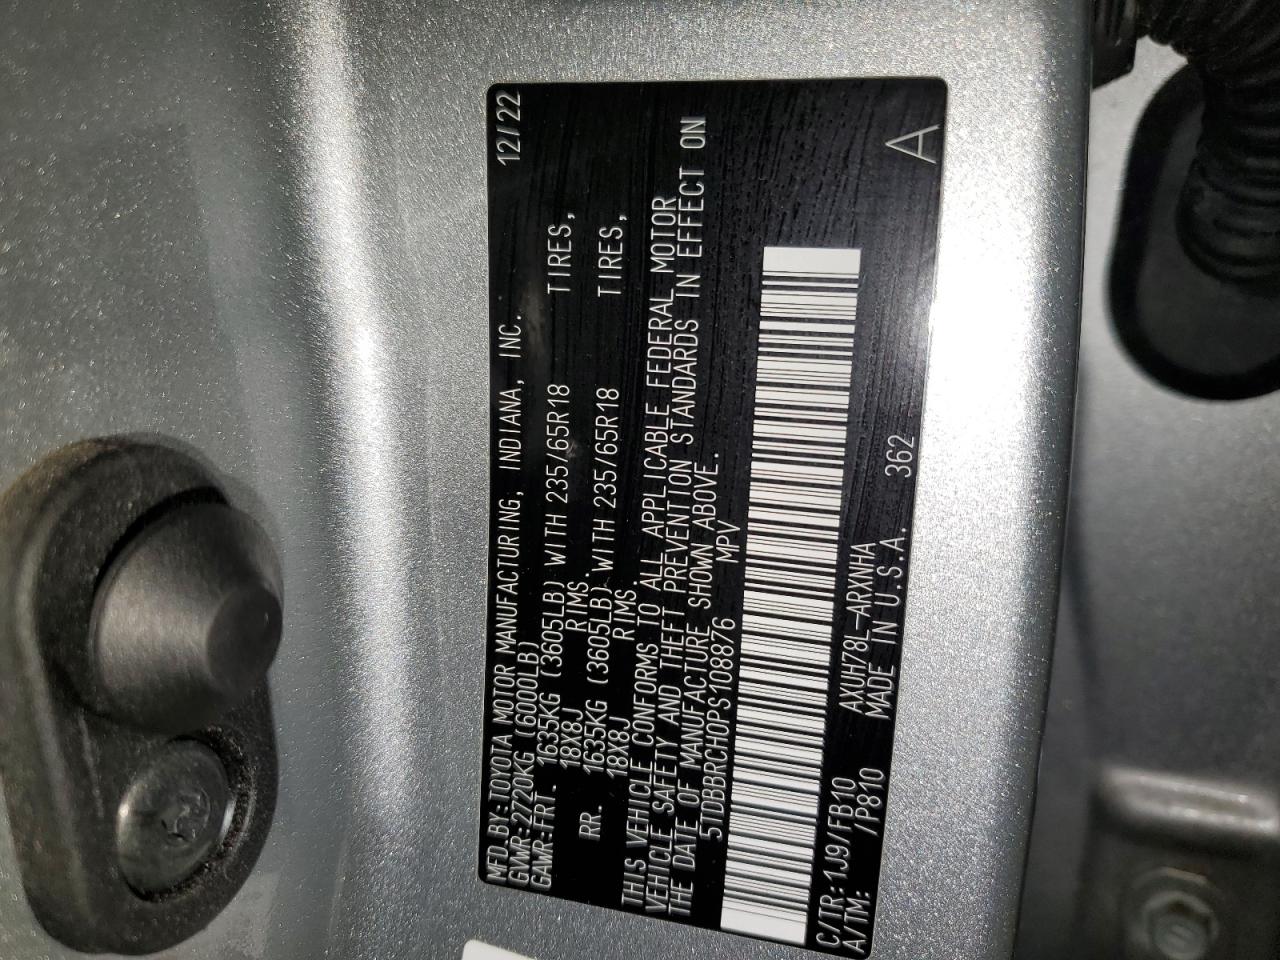 MFD.BY:TOYOTA MOTOR MANUFACTURING, INDIANA, INC. 12/22
GVWR:2720KG (6000LB)
GAWR:FRT. 1635KG (3605LB) WITH 235/65R18 TIRES,
18X8J RIMS.
RR. 1635KG (3605LB) WITH 235/65R18 TIRES,
18X8J RIMS.
THIS VEHICLE CONFORMS TO ALL APPLICABLE FEDERAL MOTOR
VEHICLE SAFETY AND THEFT PREVENTION STANDARDS IN EFFECT ON
THE DATE OF MANUFACTURE SHOWN ABOVE.
5TDBBRCH0PS108876 MPV
C/TR:1J9/FB10 AXUH78L-ARXNHA
A/TM: /P810 MADE IN U.S.A. 362 A